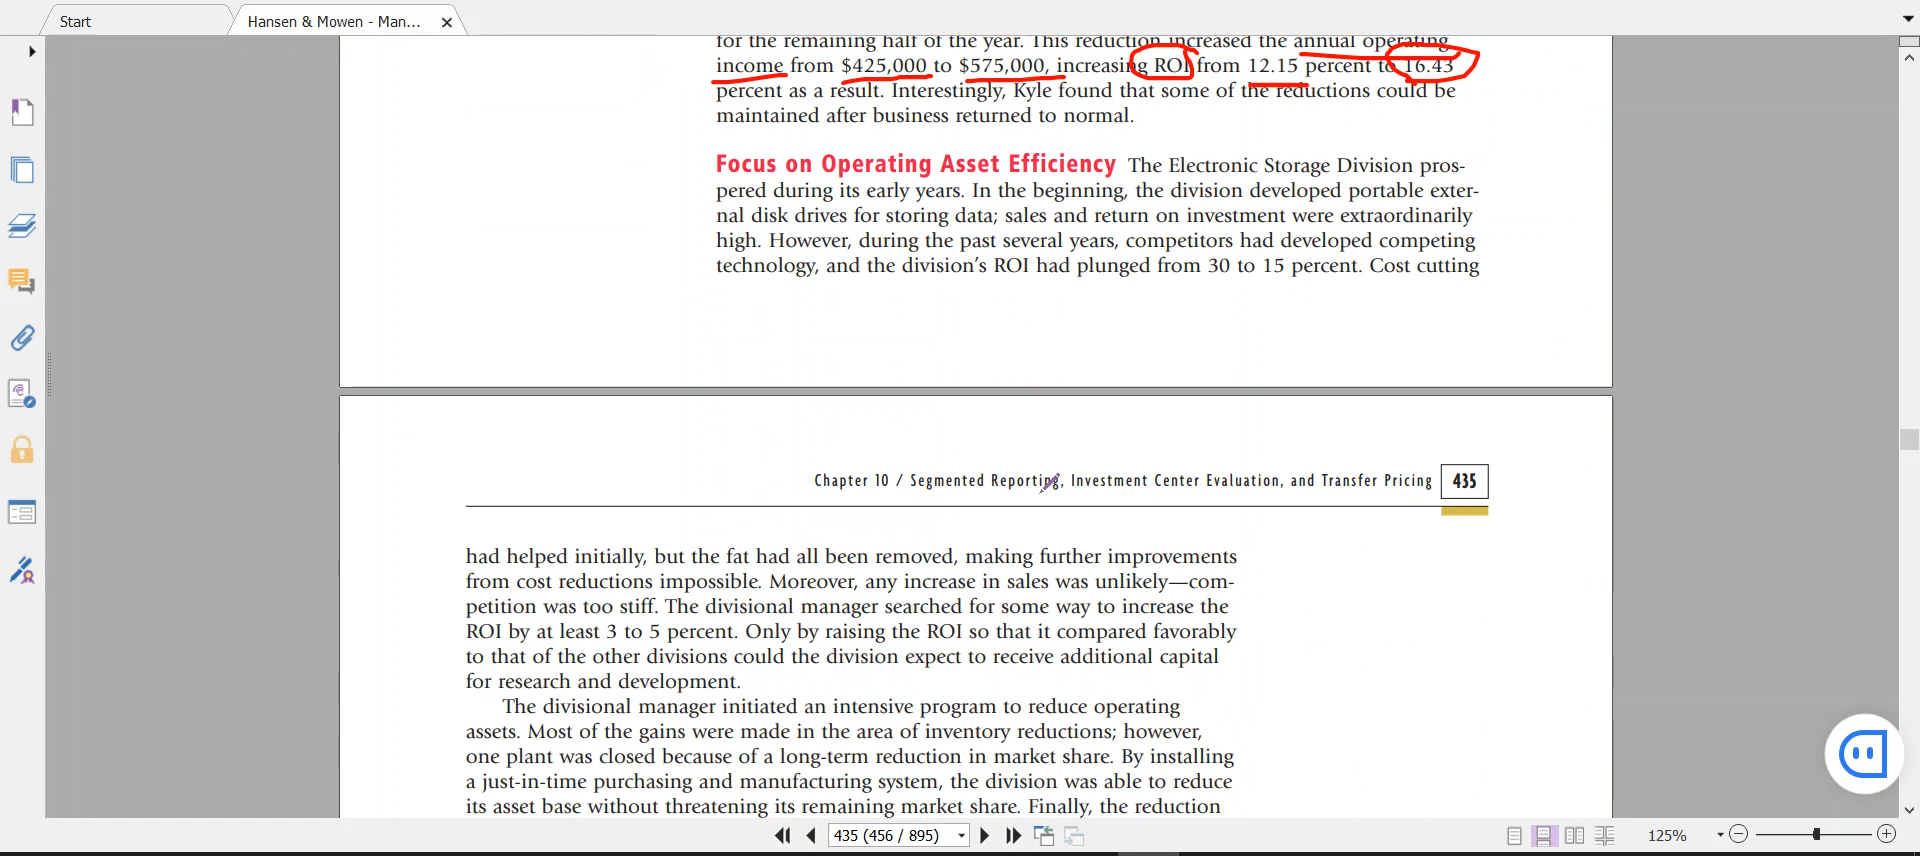 Start
Hansen & Mowen - Man...
for the remaining half of the year. This reduction increased the annual operating
income from $425,000 to $575,000, increasing ROI from 12.15 percent to 16.43
percent as a result. Interestingly, Kyle found that some of the reductions could be
maintained after business returned to normal.
Focus on Operating Asset Efficiency The Electronic Storage Division pros-
pered during its early years. In the beginning, the division developed portable exter-
nal disk drives for storing data; sales and return on investment were extraordinarily
high. However, during the past several years, competitors had developed competing
technology, and the division's ROI had plunged from 30 to 15 percent. Cost cutting
Chapter 10 / Segmented Reporting, Investment Center Evaluation, and Transfer Pricing 435
had helped initially, but the fat had all been removed, making further improvements
from cost reductions impossible. Moreover, any increase in sales was unlikely—com-
petition was too stiff. The divisional manager searched for some way to increase the
ROI by at least 3 to 5 percent. Only by raising the ROI so that it compared favorably
to that of the other divisions could the division expect to receive additional capital
for research and development.
The divisional manager initiated an intensive program to reduce operating
assets. Most of the gains were made in the area of inventory reductions; however,
one plant was closed because of a long-term reduction in market share. By installing
a just-in-time purchasing and manufacturing system, the division was able to reduce
its asset base without threatening its remaining market share. Finally, the reduction
435 (456 / 895)
125%